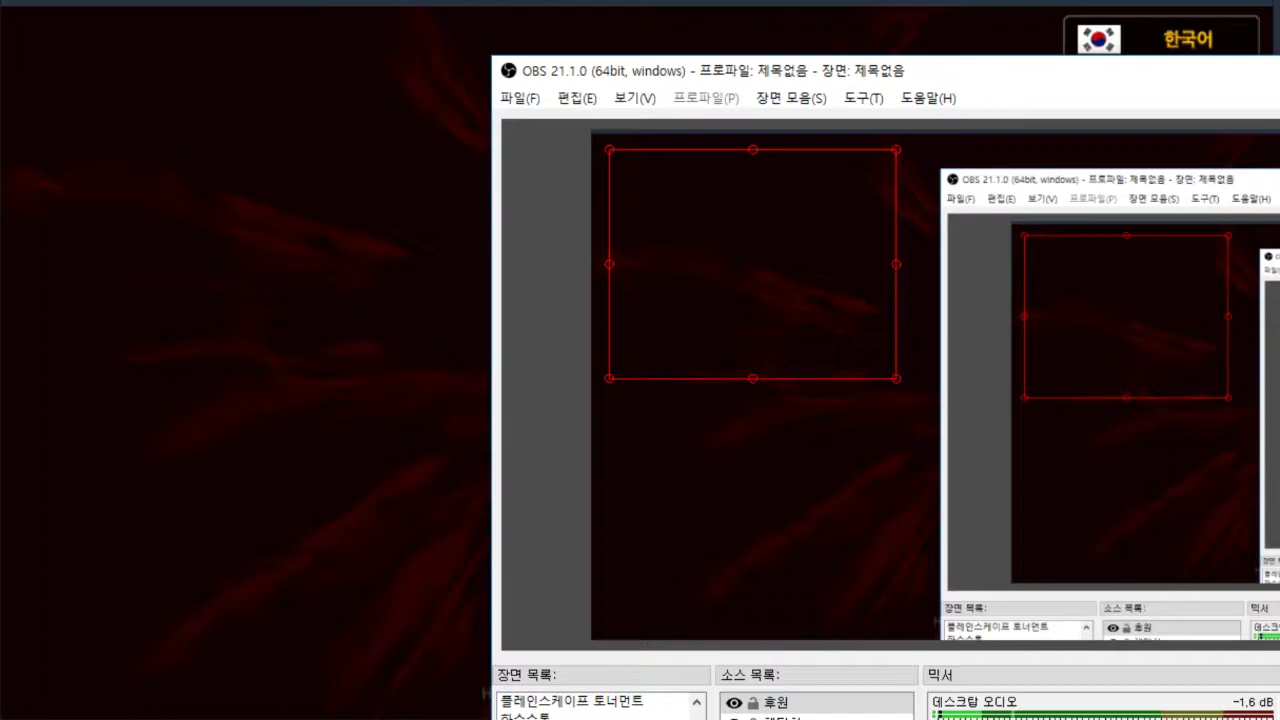 한국어
OBS 21.1.0 (64bit, windows) - 프로파일: 제목없음 - 장면: 제목없음
파일(F) 편집(E) 보기(V) 프로파일(P) 장면 모음(S) 도구(T) 도움말(H)
OBS 21.1.0 (64bit, windows) - 프로파일: 제목없음 - 장면: 제목없음
파일(F) 편집(E) 보기(V) 프로파일(P) 장면 모음(S) 도구(T) 도움말(H)
장면 목록: 소스 목록: 믹서
플레인스케이프 토너먼트 후원
장면 목록: 소스 목록: 믹서
플레인스케이프 토너먼트 후원 데스크탑 오디오 -1.6 dB